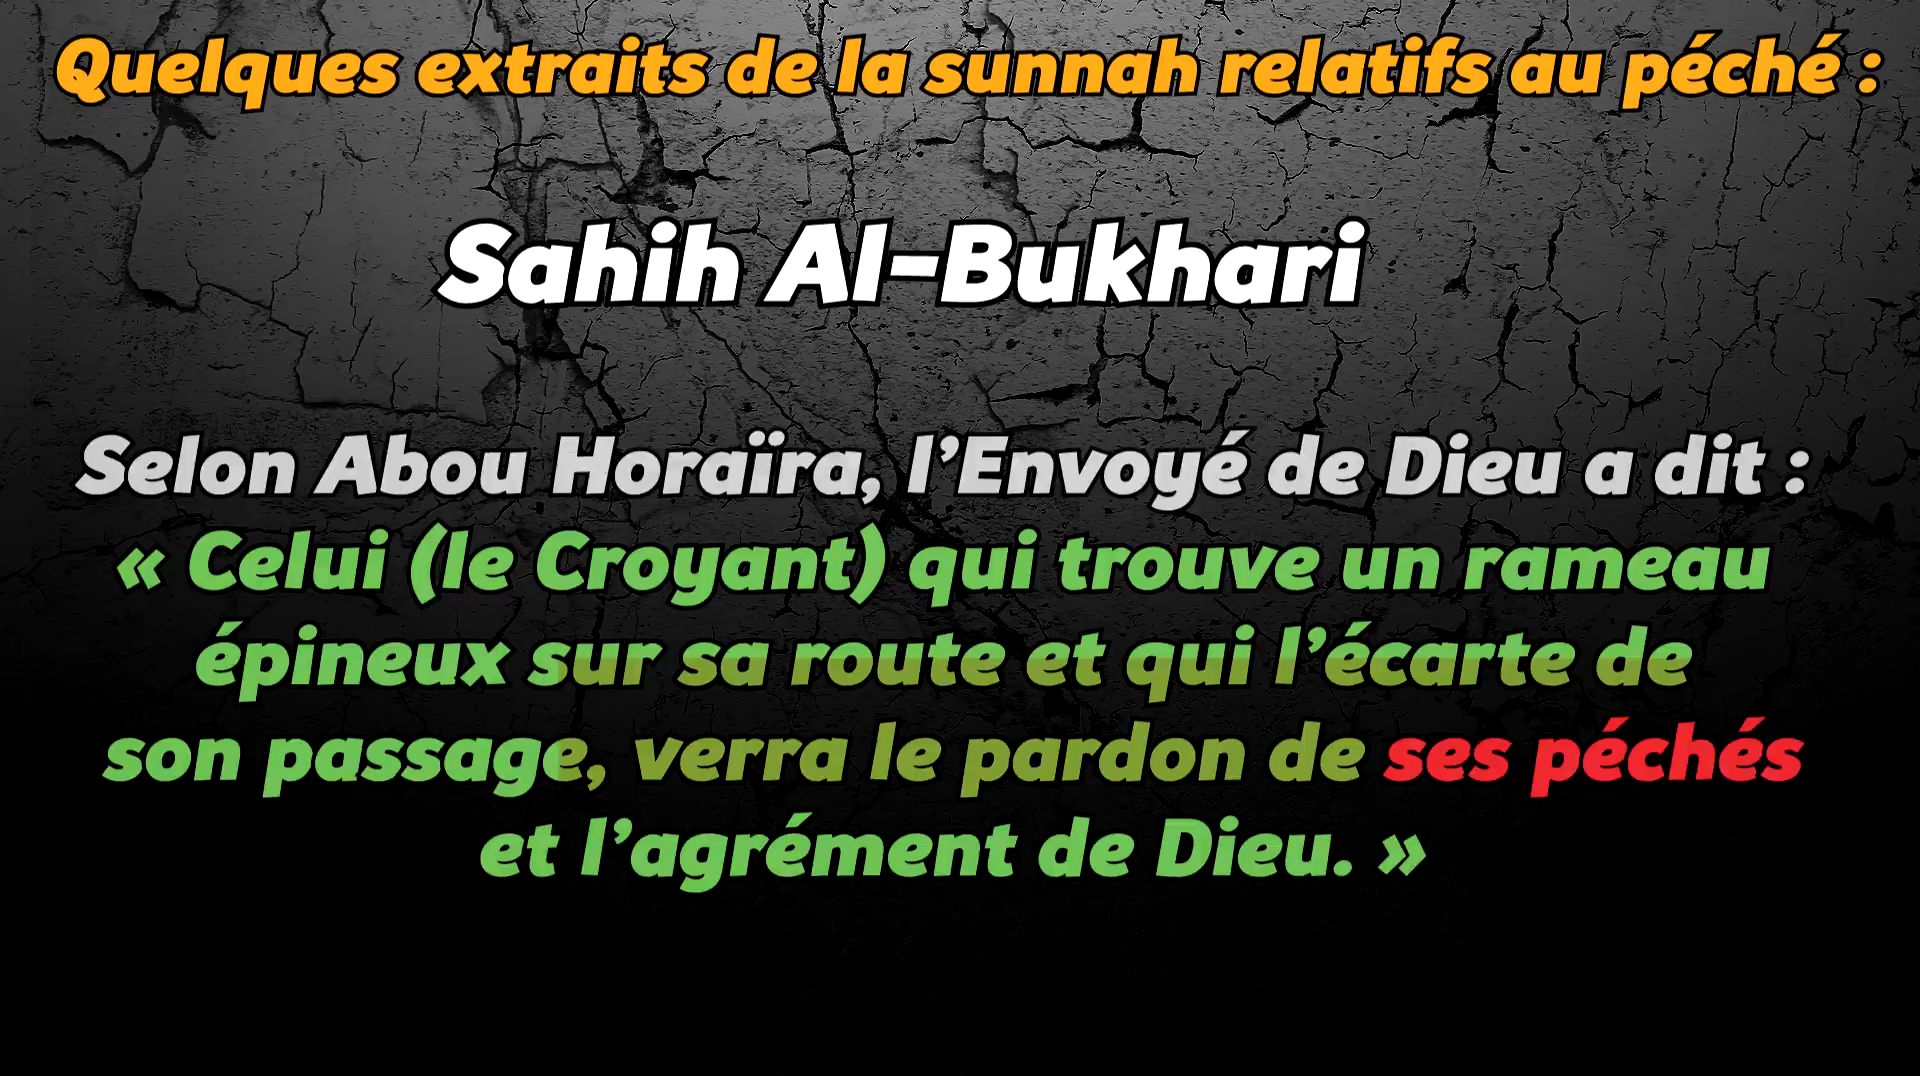 Quelques extraits de la sunnah relatifs au péché :
Sahih Al-Bukhari
Selon Abou Horaïra, l’Envoyé de Dieu a dit :
« Celui (le Croyant) qui trouve un rameau
épineux sur sa route et qui l’écarte de
son passage, verra le pardon de ses péchés
et l’agrément de Dieu. »